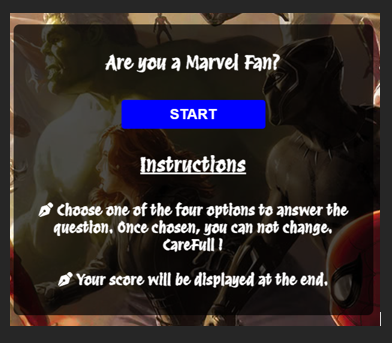 Are you a Marvel Fan?
START
Instructions
Choose one of the four options to answer the
question. Once chosen, you can not change.
CareFull !
Your score will be displayed at the end.